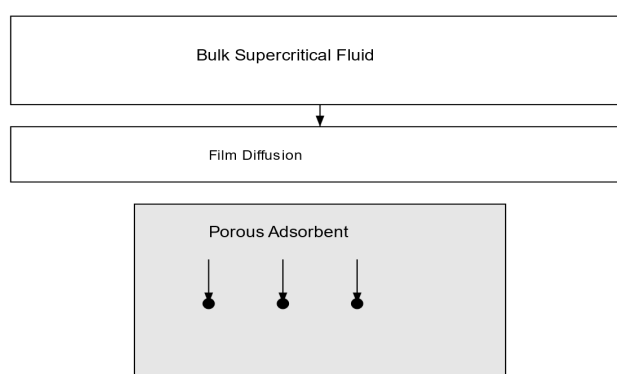 Bulk Supercritical Fluid
Film Diffusion
Porous Adsorbent